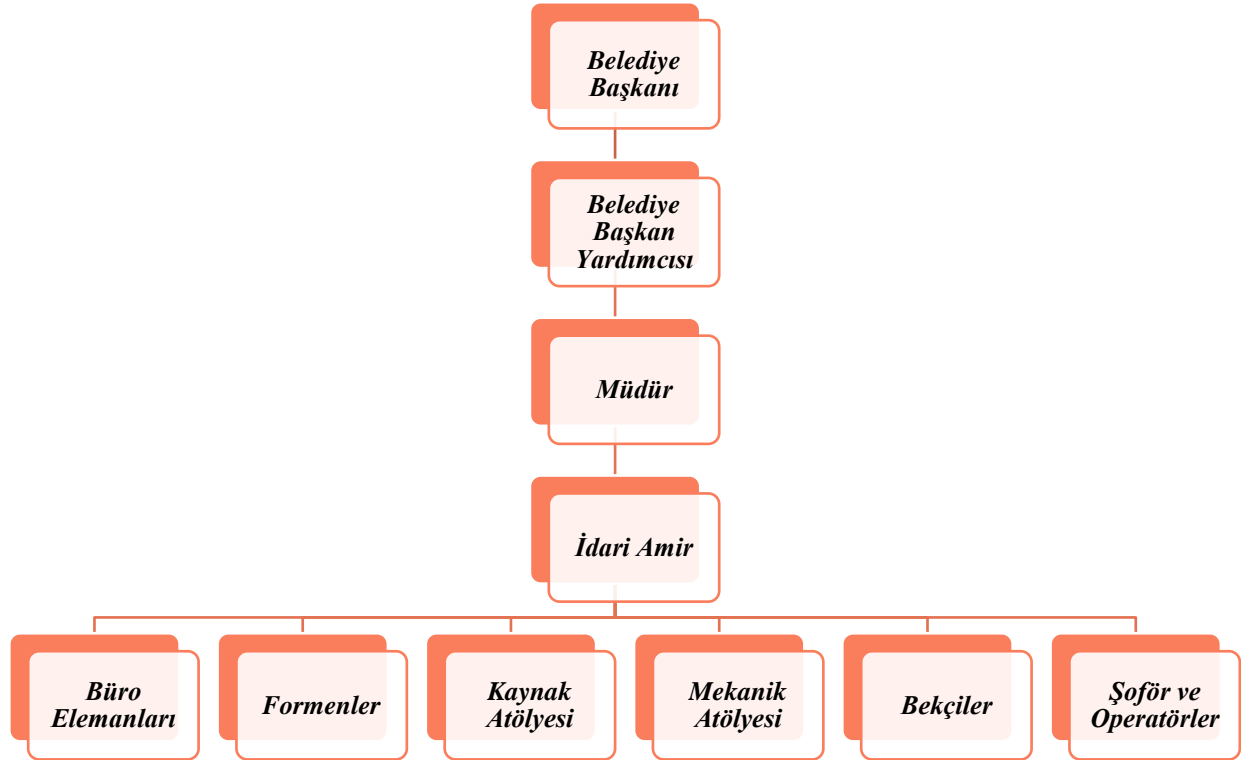 Belediye
Başkanı
Belediye
Başkan
Yardımcısı
Müdür
İdari Amir
Büro
Elemanları
Formenler
Kaynak
Atölyesi
Mekanik
Atölyesi
Bekçiler
Şoför ve
Operatörler